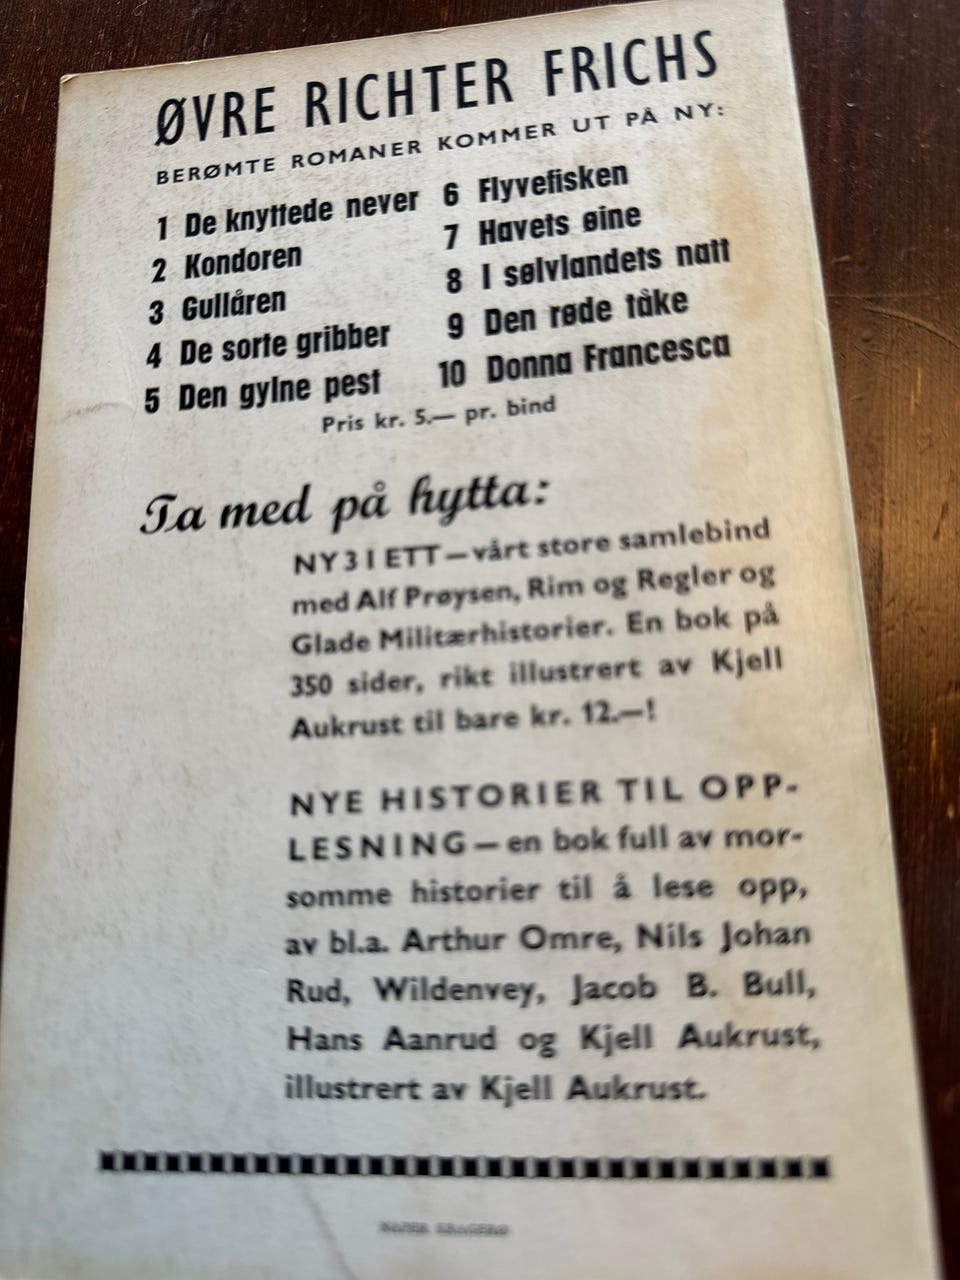 ØVRE RICHTER FRICHS
BERØMTE ROMANER KOMMER UT PÅ NY:
1 De knyttede never
2 Kondoren
3 Gullåren
4 De sorte gribber
5 Den gylne pest
6 Flyvefisken
7 Havets øine
8 I sølvlandets natt
9 Den røde tåke
10 Donna Francesca
Pris kr. 5.— pr. bind
Ta med på hytta:
NY 3 I ETT — vårt store samlebind
med Alf Prøysen, Rim og Regler og
Glade Militærhistorier. En bok på
350 sider, rikt illustrert av Kjell
Aukrust til bare kr. 12.—!
NYE HISTORIER TIL OPP-
LESNING — en bok full av mor-
somme historier til å lese opp,
av bl.a. Arthur Omre, Nils Johan
Rud, Wildenvey, Jacob B. Bull,
Hans Aanrud og Kjell Aukrust,
illustrert av Kjell Aukrust.